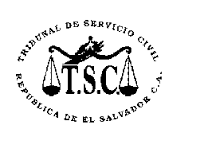 TRIBUNAL DE SERVICIO CIVIL
T.S.C.
REPUBLICA DE EL SALVADOR C.A.